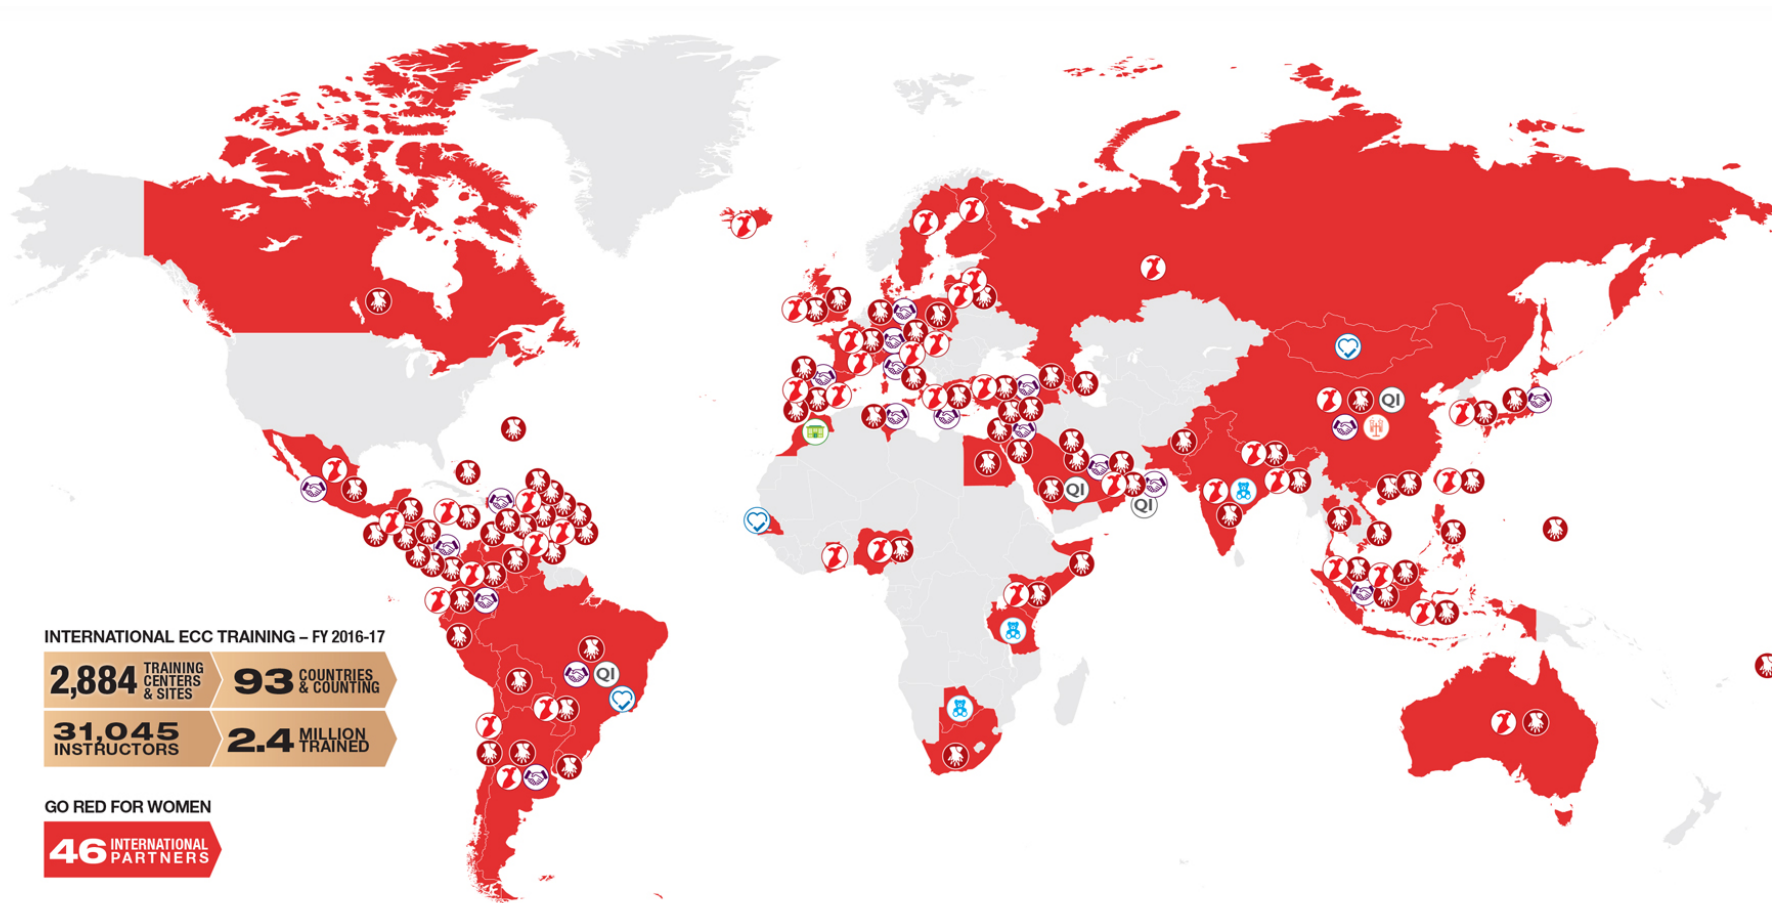 INTERNATIONAL ECC TRAINING – FY 2016-17
2,884 TRAINING CENTERS & SITES
93 COUNTRIES & COUNTING
31,045 INSTRUCTORS
2.4 MILLION TRAINED
GO RED FOR WOMEN
46 INTERNATIONAL PARTNERS
QI
QI
QI
QI